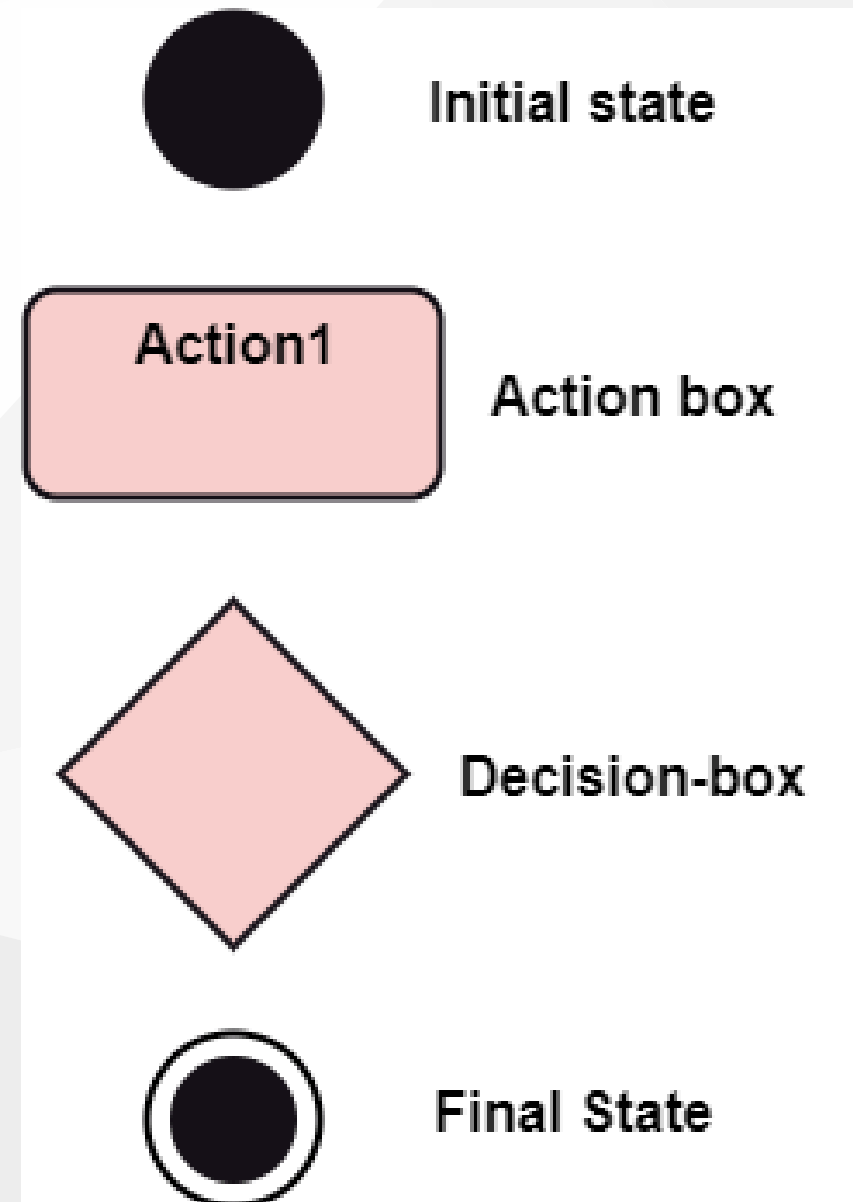 Initial state
Action1
Action box
Decision-box
Final State